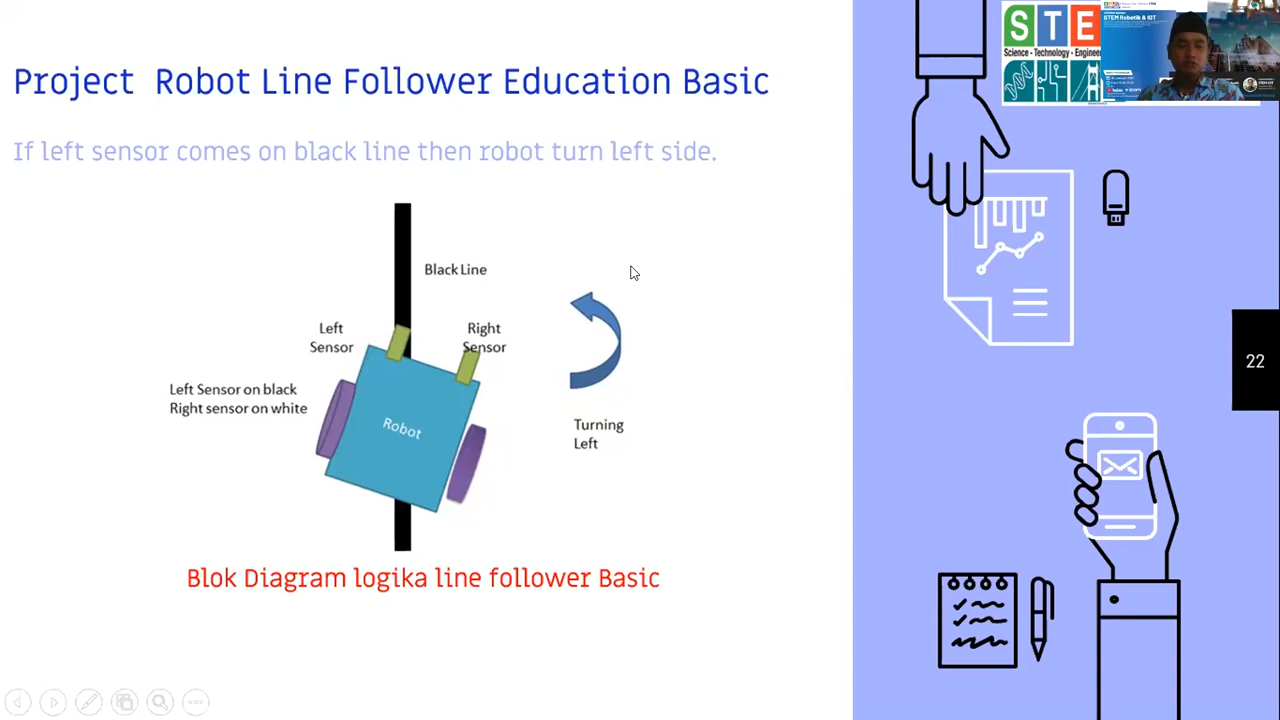 Project Robot Line Follower Education Basic
If left sensor comes on black line then robot turn left side.
Black Line
Left
Sensor
Right
Sensor
Left Sensor on black
Right sensor on white
Robot
Turning
Left
Blok Diagram logika line follower Basic
STE
Science - Technology - Engineer
STEM Robotik & IOT
22